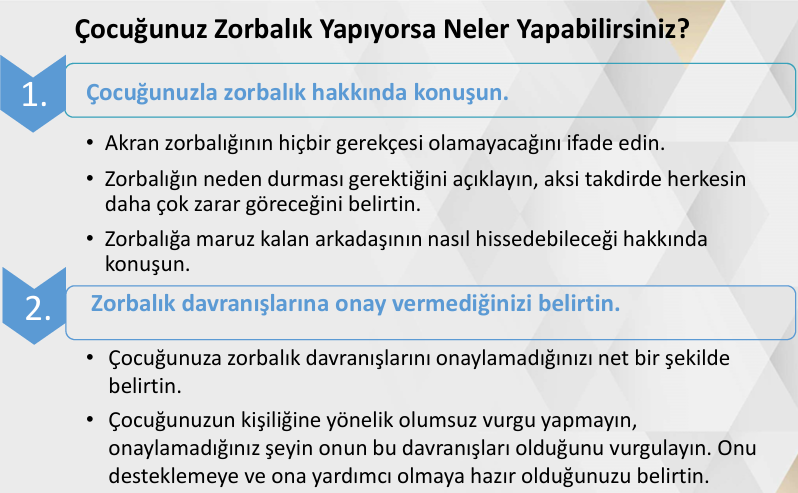 Çocuğunuz Zorbalık Yapıyorsa Neler Yapabilirsiniz?
1. Çocuğunuzla zorbalık hakkında konuşun.
• Akran zorbalığının hiçbir gerekçesi olamayacağını ifade edin.
• Zorbalığın neden durması gerektiğini açıklayın, aksi takdirde herkesin
daha çok zarar göreceğini belirtin.
• Zorbalığa maruz kalan arkadaşının nasıl hissedebileceği hakkında
konuşun.
2. Zorbalık davranışlarına onay vermediğinizi belirtin.
• Çocuğunuza zorbalık davranışlarını onaylamadığınızı net bir şekilde
belirtin.
• Çocuğunuzun kişiliğine yönelik olumsuz vurgu yapmayın,
onaylamadığınız şeyin onun bu davranışları olduğunu vurgulayın. Onu
desteklemeye ve ona yardımcı olmaya hazır olduğunuzu belirtin.